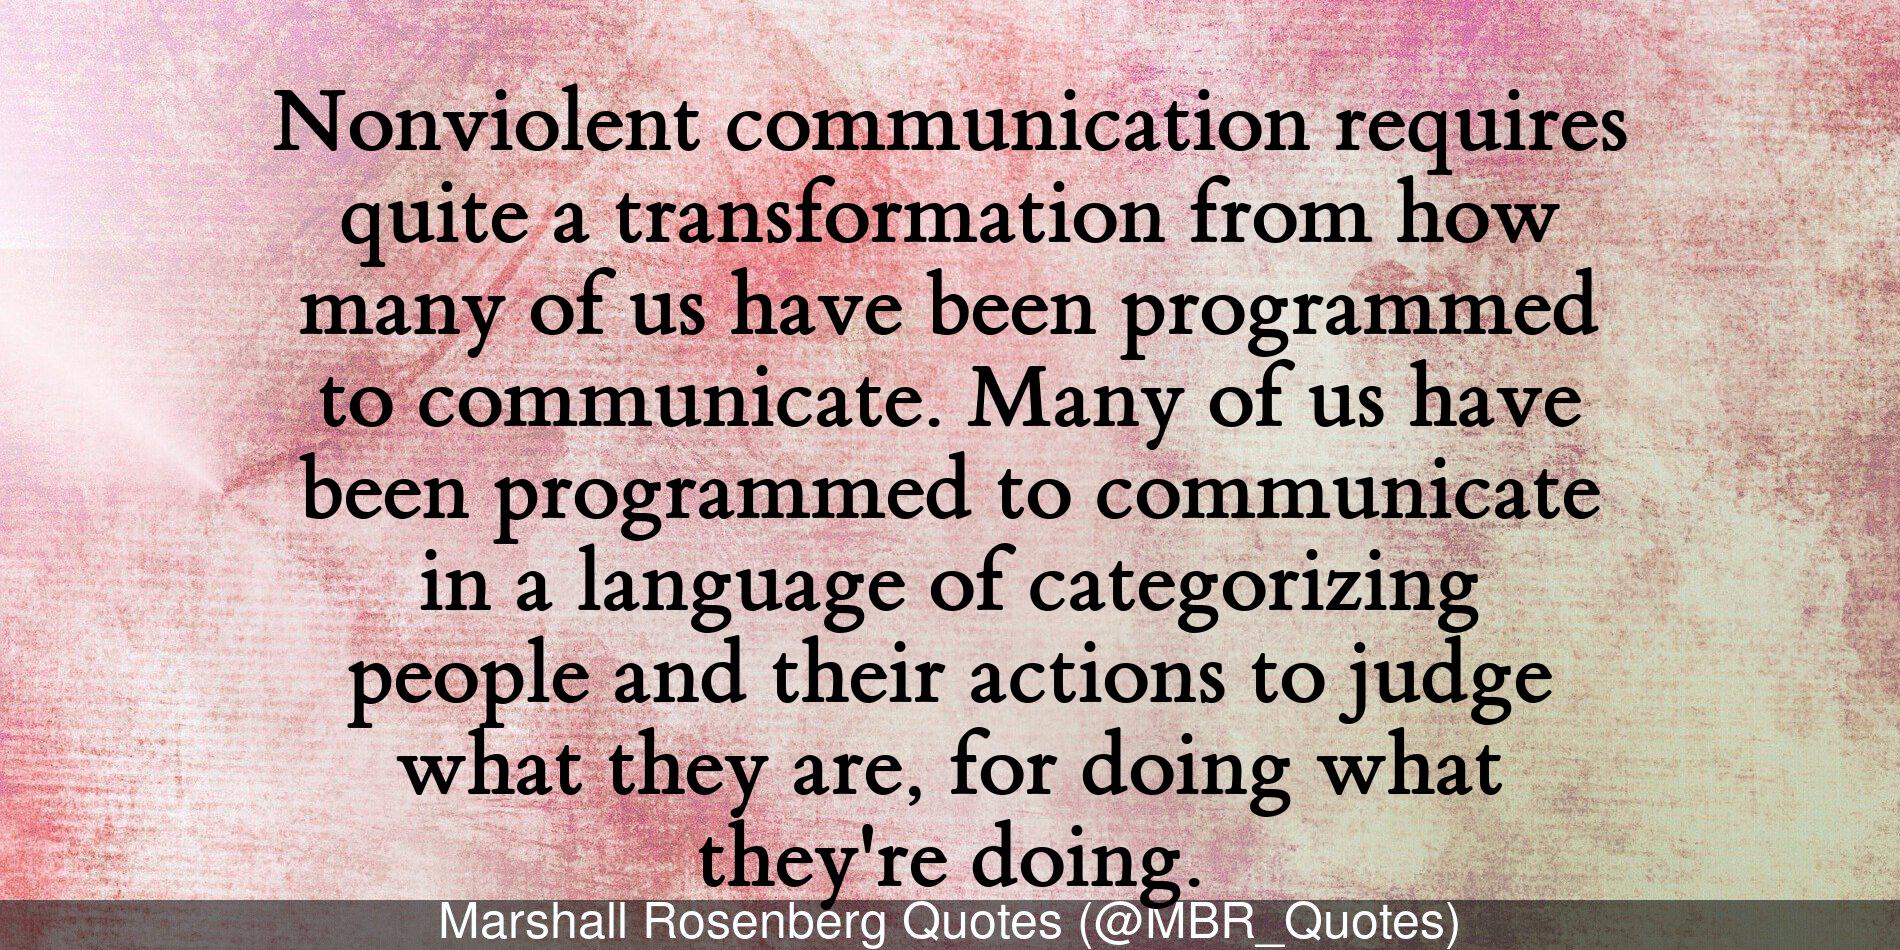 Nonviolent communication requires
quite a transformation from how
many of us have been programmed
to communicate. Many of us have
been programmed to communicate
in a language of categorizing
people and their actions to judge
what they are, for doing what
they're doing.
Marshall Rosenberg Quotes (@MBR_Quotes)